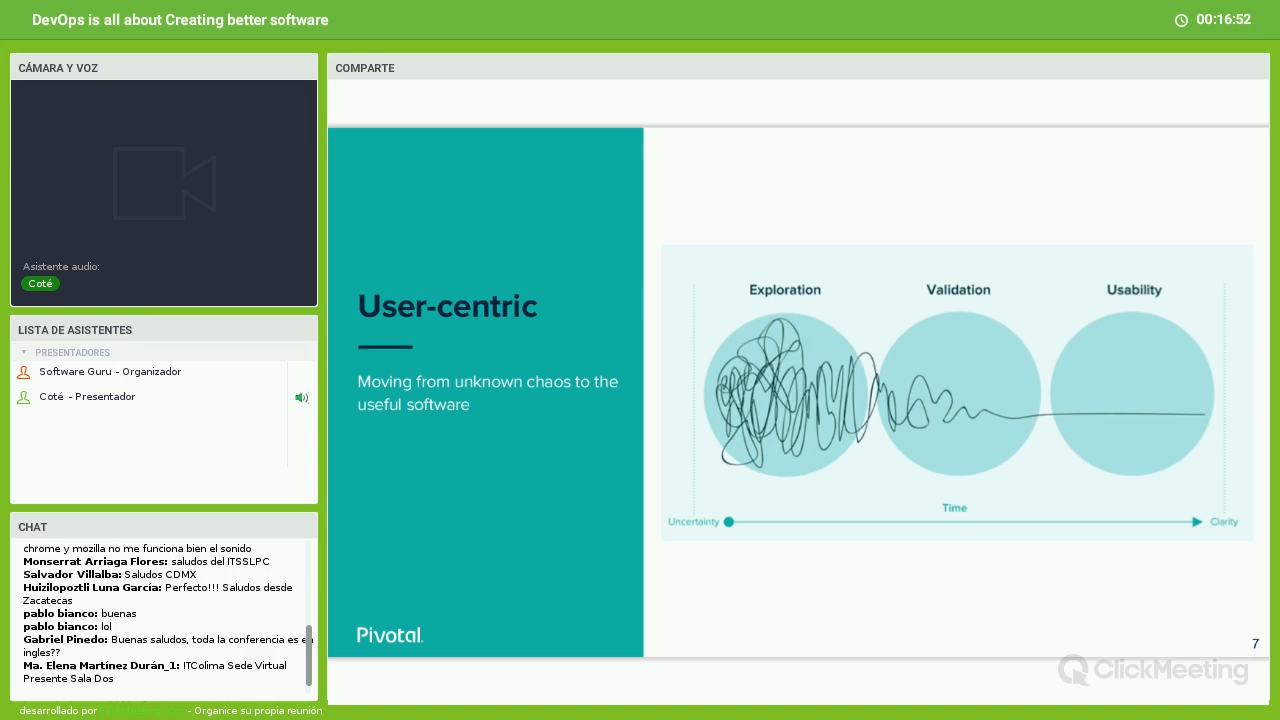 DevOps is all about Creating better software
00:16:52
CÁMARA Y VOZ
Asistente audio:
Coté
LISTA DE ASISTENTES
PRESENTADORES
Software Guru - Organizador
Coté - Presentador
CHAT
chrome y mozilla no me funciona bien el sonido
Monserrat Arriaga Flores: saludos del ITSSLPC
Salvador Villalba: Saludos CDMX
Huizilopoztli Luna García: Perfecto!!! Saludos desde
Zacatecas
pablo bianco: buenas
pablo bianco: lol
Gabriel Pinedo: Buenas saludos, toda la conferencia es en
ingles??
Ma. Elena Martínez Durán_1: ITColima Sede Virtual
Presente Sala Dos
desarrollado por - Organice su propia reunión
COMPARTE
User-centric
Moving from unknown chaos to the
useful software
Pivotal.
Exploration
Validation
Usability
Time
Uncertainty
Clarity
7
ClickMeeting